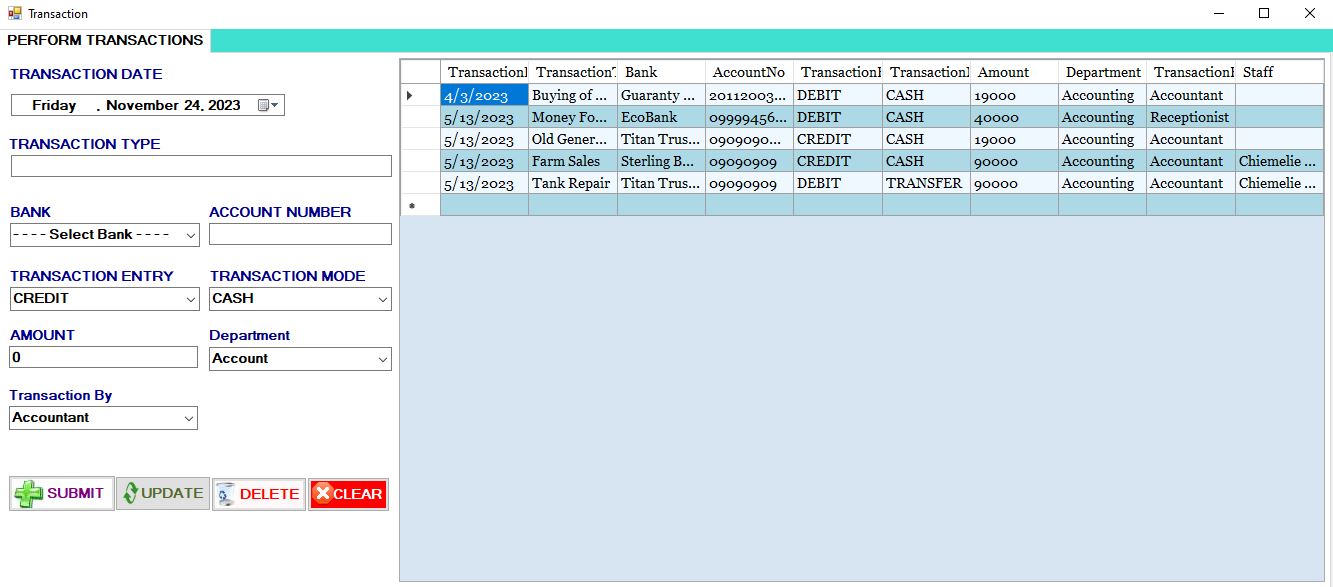 Transaction
PERFORM TRANSACTIONS
TRANSACTION DATE
Friday , November 24, 2023
TRANSACTION TYPE
BANK ACCOUNT NUMBER
- - - - Select Bank - - - -
TRANSACTION ENTRY TRANSACTION MODE
CREDIT CASH
AMOUNT Department
0 Account
Transaction By
Accountant
SUBMIT UPDATE DELETE CLEAR
TransactionI TransactionT Bank AccountNo TransactionI TransactionI Amount Department TransactionI Staff
4/3/2023 Buying of ... Guaranty ... 20112003... DEBIT CASH 19000 Accounting Accountant
5/13/2023 Money Fo... EcoBank 09999456... DEBIT CASH 40000 Accounting Receptionist
5/13/2023 Old Gener... Titan Trus... 0909090... CREDIT CASH 19000 Accounting Accountant
5/13/2023 Farm Sales Sterling B... 09090909 CREDIT CASH 90000 Accounting Accountant Chiemelie ...
5/13/2023 Tank Repair Titan Trus... 09090909 DEBIT TRANSFER 90000 Accounting Accountant Chiemelie ...